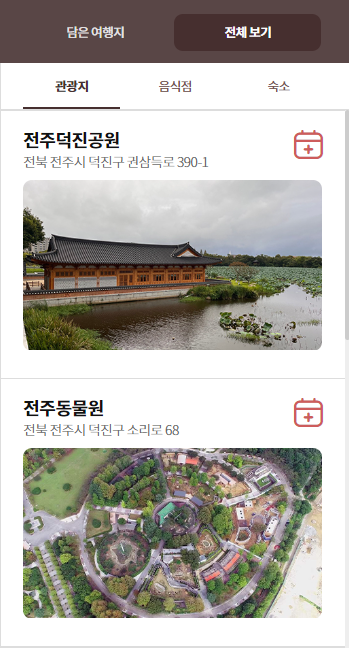 담은 여행지 전체 보기
관광지 음식점 숙소
전주덕진공원
전북 전주시 덕진구 권삼득로 390-1
전주동물원
전북 전주시 덕진구 소리로 68